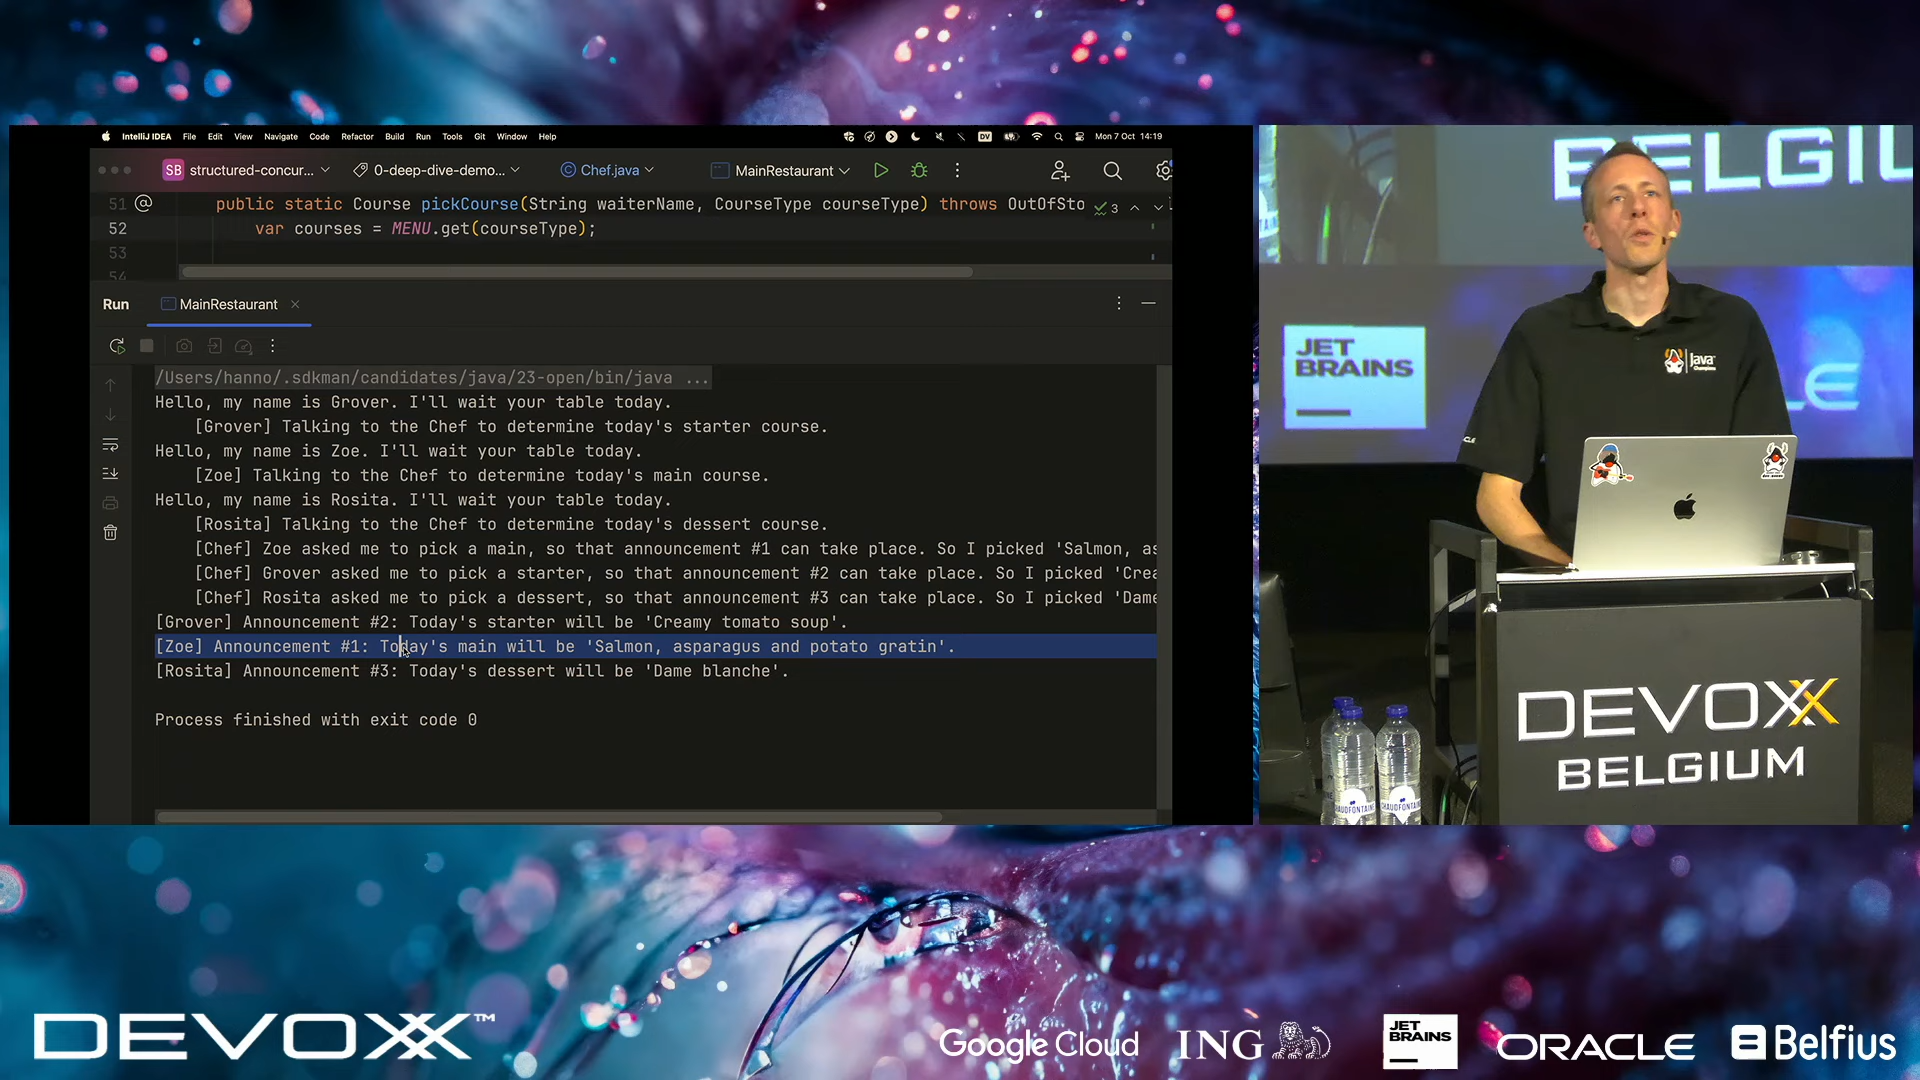 IntelliJ IDEA File Edit View Navigate Code Refactor Build Run Tools Git Window Help
DV
Mon 7 Oct 14:19
SB structured-concur... 0-deep-dive-demo... Chef.java MainRestaurant
51 @ public static Course pickCourse(String waiterName, CourseType courseType) throws OutOfSto 3
52 var courses = MENU.get(courseType);
53
54
Run MainRestaurant
/Users/hanno/.sdkman/candidates/java/23-open/bin/java ...
Hello, my name is Grover. I'll wait your table today.
[Grover] Talking to the Chef to determine today's starter course.
Hello, my name is Zoe. I'll wait your table today.
[Zoe] Talking to the Chef to determine today's main course.
Hello, my name is Rosita. I'll wait your table today.
[Rosita] Talking to the Chef to determine today's dessert course.
[Chef] Zoe asked me to pick a main, so that announcement #1 can take place. So I picked 'Salmon, as
[Chef] Grover asked me to pick a starter, so that announcement #2 can take place. So I picked 'Crea
[Chef] Rosita asked me to pick a dessert, so that announcement #3 can take place. So I picked 'Dame
[Grover] Announcement #2: Today's starter will be 'Creamy tomato soup'.
[Zoe] Announcement #1: Today's main will be 'Salmon, asparagus and potato gratin'.
[Rosita] Announcement #3: Today's dessert will be 'Dame blanche'.
Process finished with exit code 0
BELGIU
JET
BRAINS
LE
Java
Champions
CLE
DEVOXX
BELGIUM
CHAUDFONTAINE
CHAUDFONTAINE
DEVOXX™
Google Cloud
ING
JET
BRAINS
ORACLE
Belfius